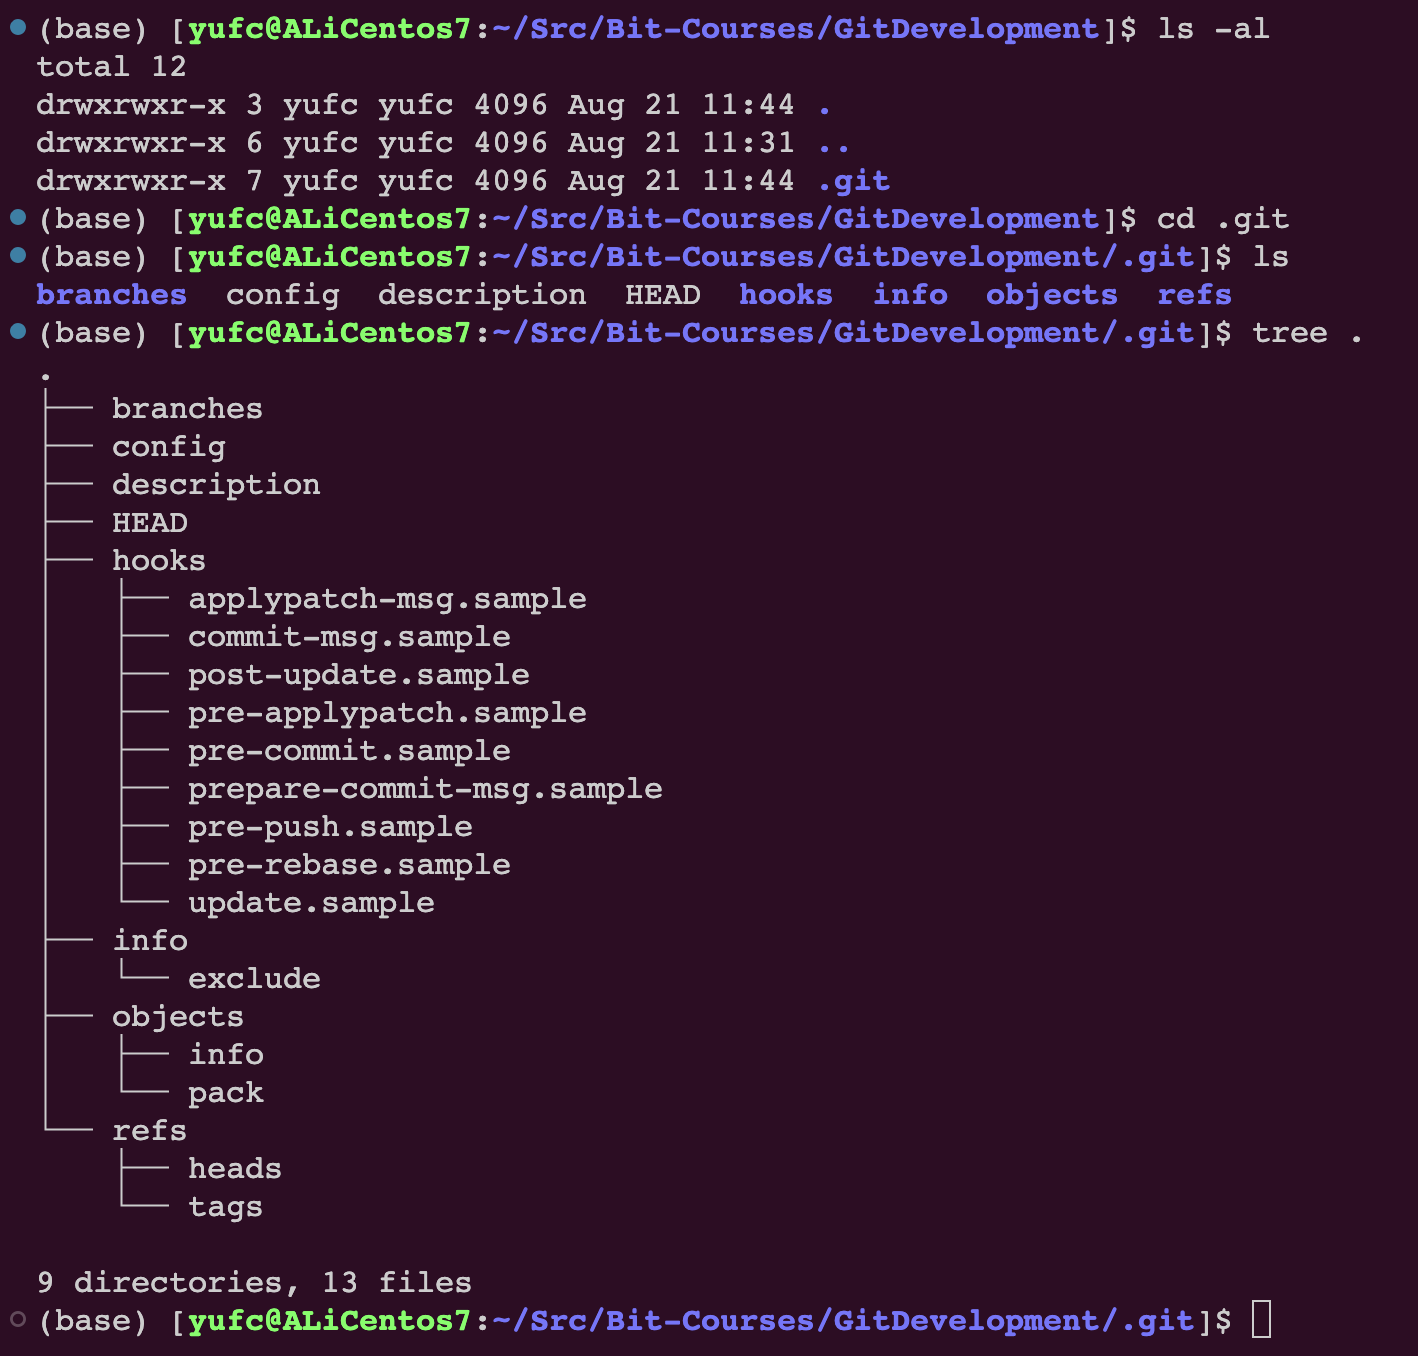 (base) [yufc@ALiCentos7:~/Src/Bit-Courses/GitDevelopment]$ ls -al
total 12
drwxrwxr-x 3 yufc yufc 4096 Aug 21 11:44 .
drwxrwxr-x 6 yufc yufc 4096 Aug 21 11:31 ..
drwxrwxr-x 7 yufc yufc 4096 Aug 21 11:44 .git
(base) [yufc@ALiCentos7:~/Src/Bit-Courses/GitDevelopment]$ cd .git
(base) [yufc@ALiCentos7:~/Src/Bit-Courses/GitDevelopment/.git]$ ls
branches  config  description  HEAD  hooks  info  objects  refs
(base) [yufc@ALiCentos7:~/Src/Bit-Courses/GitDevelopment/.git]$ tree .
.
├── branches
├── config
├── description
├── HEAD
├── hooks
│   ├── applypatch-msg.sample
│   ├── commit-msg.sample
│   ├── post-update.sample
│   ├── pre-applypatch.sample
│   ├── pre-commit.sample
│   ├── prepare-commit-msg.sample
│   ├── pre-push.sample
│   ├── pre-rebase.sample
│   └── update.sample
├── info
│   └── exclude
├── objects
│   ├── info
│   └── pack
└── refs
    ├── heads
    └── tags

9 directories, 13 files
(base) [yufc@ALiCentos7:~/Src/Bit-Courses/GitDevelopment/.git]$